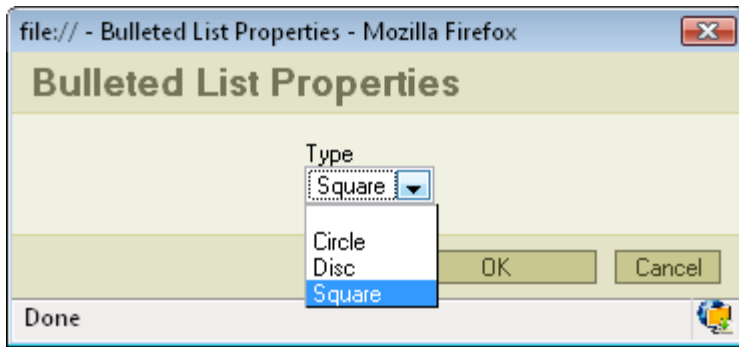 file:// - Bulleted List Properties - Mozilla Firefox
Bulleted List Properties
Type
Square
Circle
Disc
Square
OK Cancel
Done